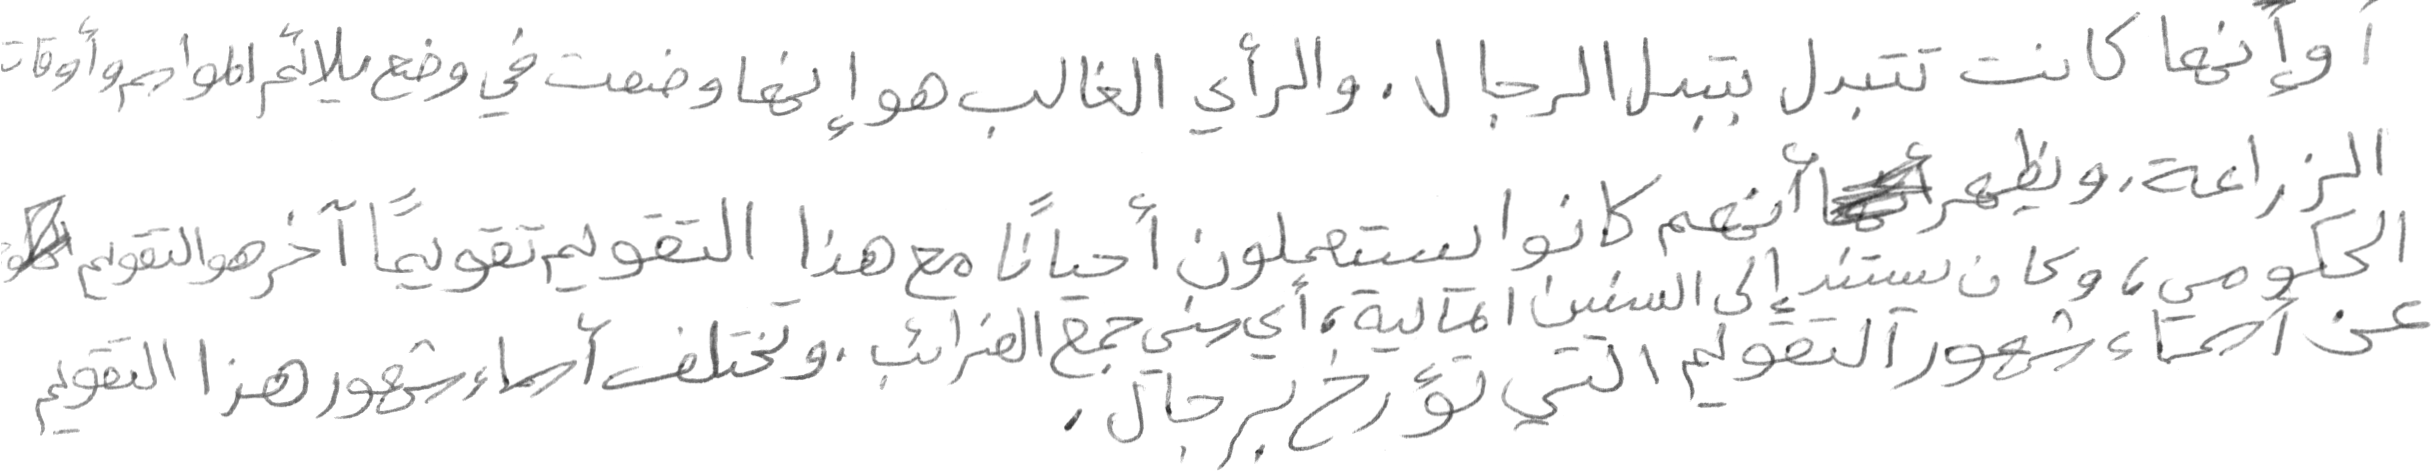 أو إنها كانت تتبدل بتبدل الرجال. والرأي الغالب هو إنها وضعت في وضع يلائم المواسم وأوقات
الزراعة. ويظهر أنهم كانوا يستعملون أحيانًا مع هذا التقويم تقويمًا آخر هو التقويم
الحكومي، وكان يستند إلى السنين المالية، أي سني جمع الضرائب. وتختلف أسماء شهور هذا التقويم
عن أسماء شهور التقويم التي تؤرخ برجال.